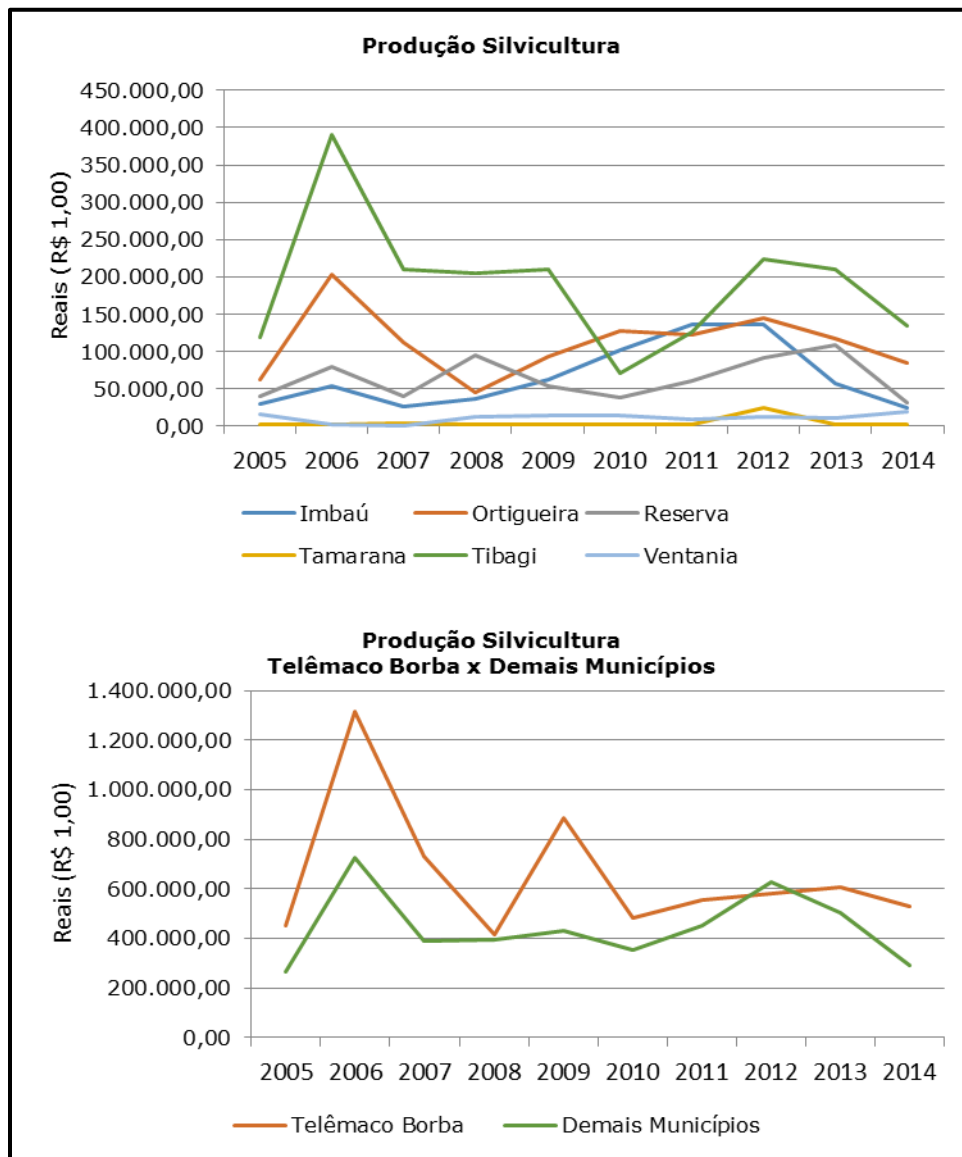 Produção Silvicultura
Reais (R$ 1,00)
450.000,00
400.000,00
350.000,00
300.000,00
250.000,00
200.000,00
150.000,00
100.000,00
50.000,00
0,00
2005 2006 2007 2008 2009 2010 2011 2012 2013 2014
Imbaú Ortigueira Reserva
Tamarana Tibagi Ventania
Produção Silvicultura
Telêmaco Borba x Demais Municípios
Reais (R$ 1,00)
1.400.000,00
1.200.000,00
1.000.000,00
800.000,00
600.000,00
400.000,00
200.000,00
0,00
2005 2006 2007 2008 2009 2010 2011 2012 2013 2014
Telêmaco Borba Demais Municípios